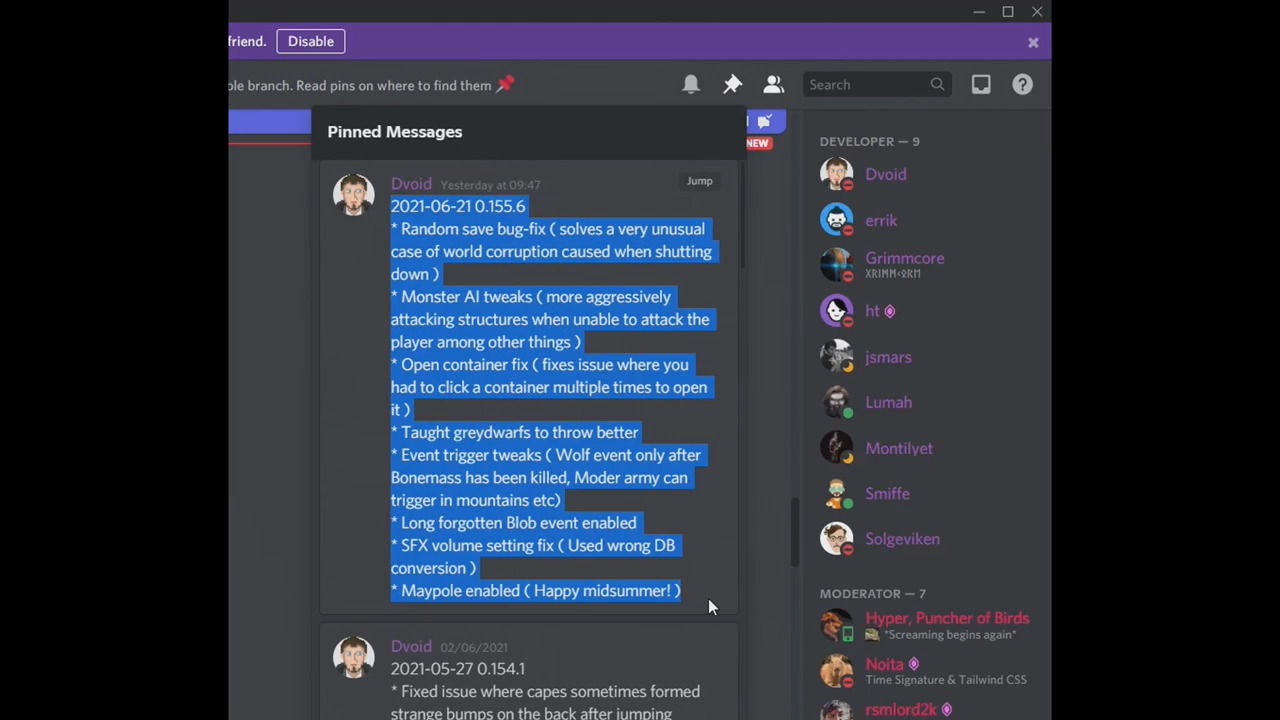 friend. Disable
ble branch. Read pins on where to find them
Search
Pinned Messages
NEW
Dvoid Yesterday at 09:47
Jump
2021-06-21 0.155.6
* Random save bug-fix ( solves a very unusual
case of world corruption caused when shutting
down )
* Monster AI tweaks ( more aggressively
attacking structures when unable to attack the
player among other things )
* Open container fix ( fixes issue where you
had to click a container multiple times to open
it )
* Taught greydwarfs to throw better
* Event trigger tweaks ( Wolf event only after
Bonemass has been killed, Moder army can
trigger in mountains etc)
* Long forgotten Blob event enabled
* SFX volume setting fix ( Used wrong DB
conversion )
* Maypole enabled ( Happy midsummer! )
Dvoid 02/06/2021
2021-05-27 0.154.1
* Fixed issue where capes sometimes formed
strange bumps on the back after jumping
DEVELOPER — 9
Dvoid
errik
Grimmcore
ht
jsmars
Lumah
Montilyet
Smiffe
Solgeviken
MODERATOR — 7
Hyper, Puncher of Birds
*Screaming begins again*
Noita
Time Signature & Tailwind CSS
rsmlord2k